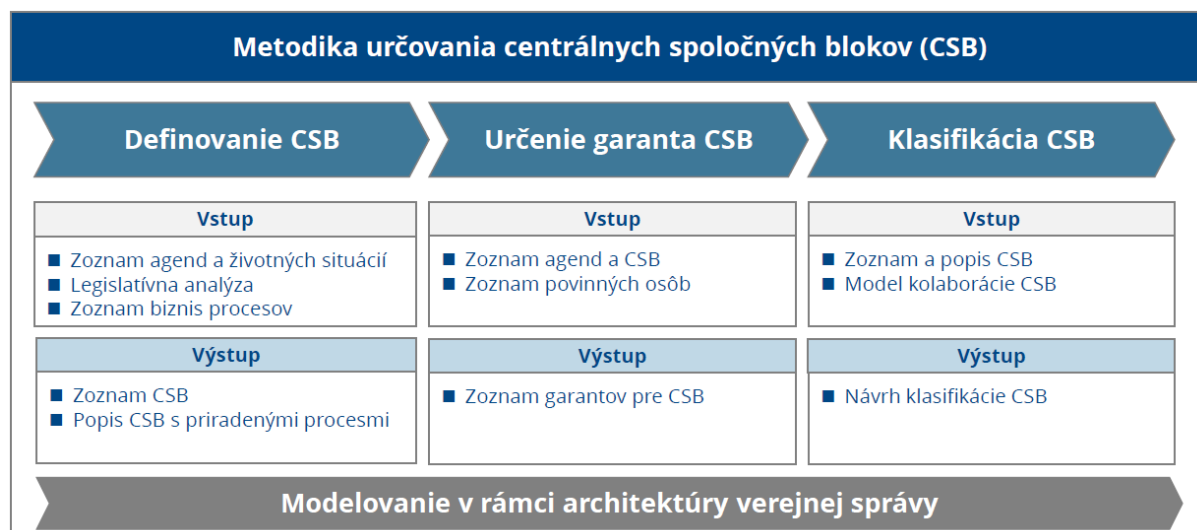 Metodika určovania centrálnych spoločných blokov (CSB)
Definovanie CSB
Určenie garanta CSB
Klasifikácia CSB
Vstup
Zoznam agend a životných situácií
Legislatívna analýza
Zoznam biznis procesov
Výstup
Zoznam CSB
Popis CSB s priradenými procesmi
Vstup
Zoznam agend a CSB
Zoznam povinných osôb
Výstup
Zoznam garantov pre CSB
Vstup
Zoznam a popis CSB
Model kolaborácie CSB
Výstup
Návrh klasifikácie CSB
Modelovanie v rámci architektúry verejnej správy